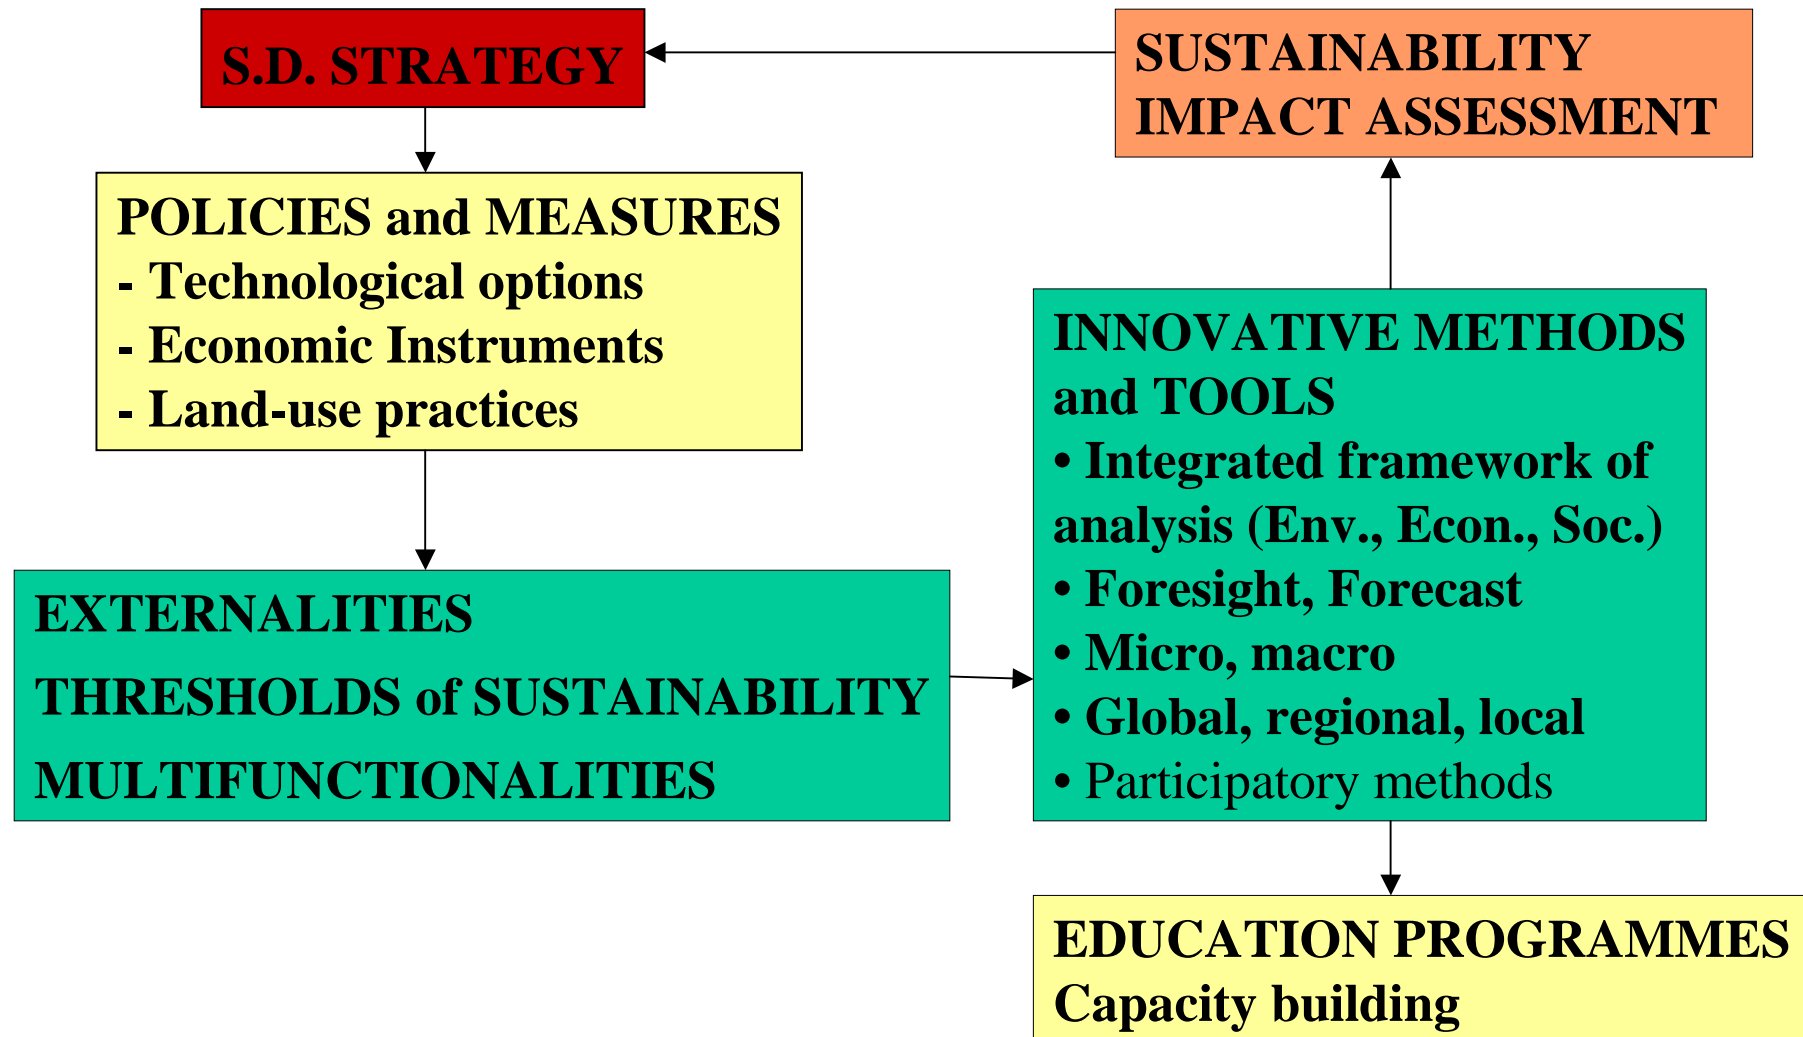 S.D. STRATEGY
SUSTAINABILITY
IMPACT ASSESSMENT
POLICIES and MEASURES
- Technological options
- Economic Instruments
- Land-use practices
INNOVATIVE METHODS
and TOOLS
• Integrated framework of
analysis (Env., Econ., Soc.)
• Foresight, Forecast
• Micro, macro
• Global, regional, local
• Participatory methods
EXTERNALITIES
THRESHOLDS of SUSTAINABILITY
MULTIFUNCTIONALITIES
EDUCATION PROGRAMMES
Capacity building